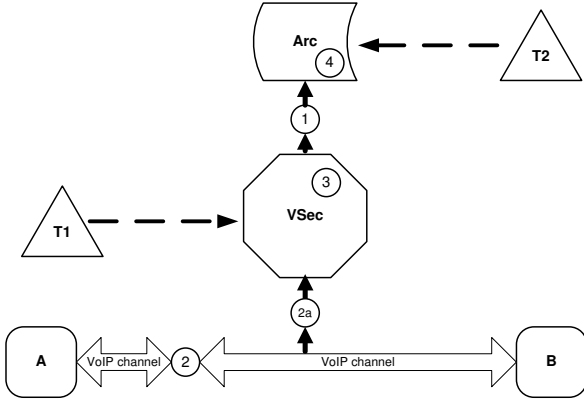 Arc
4
T2
1
3
VSec
T1
2a
A
VoIP channel
2
VoIP channel
B